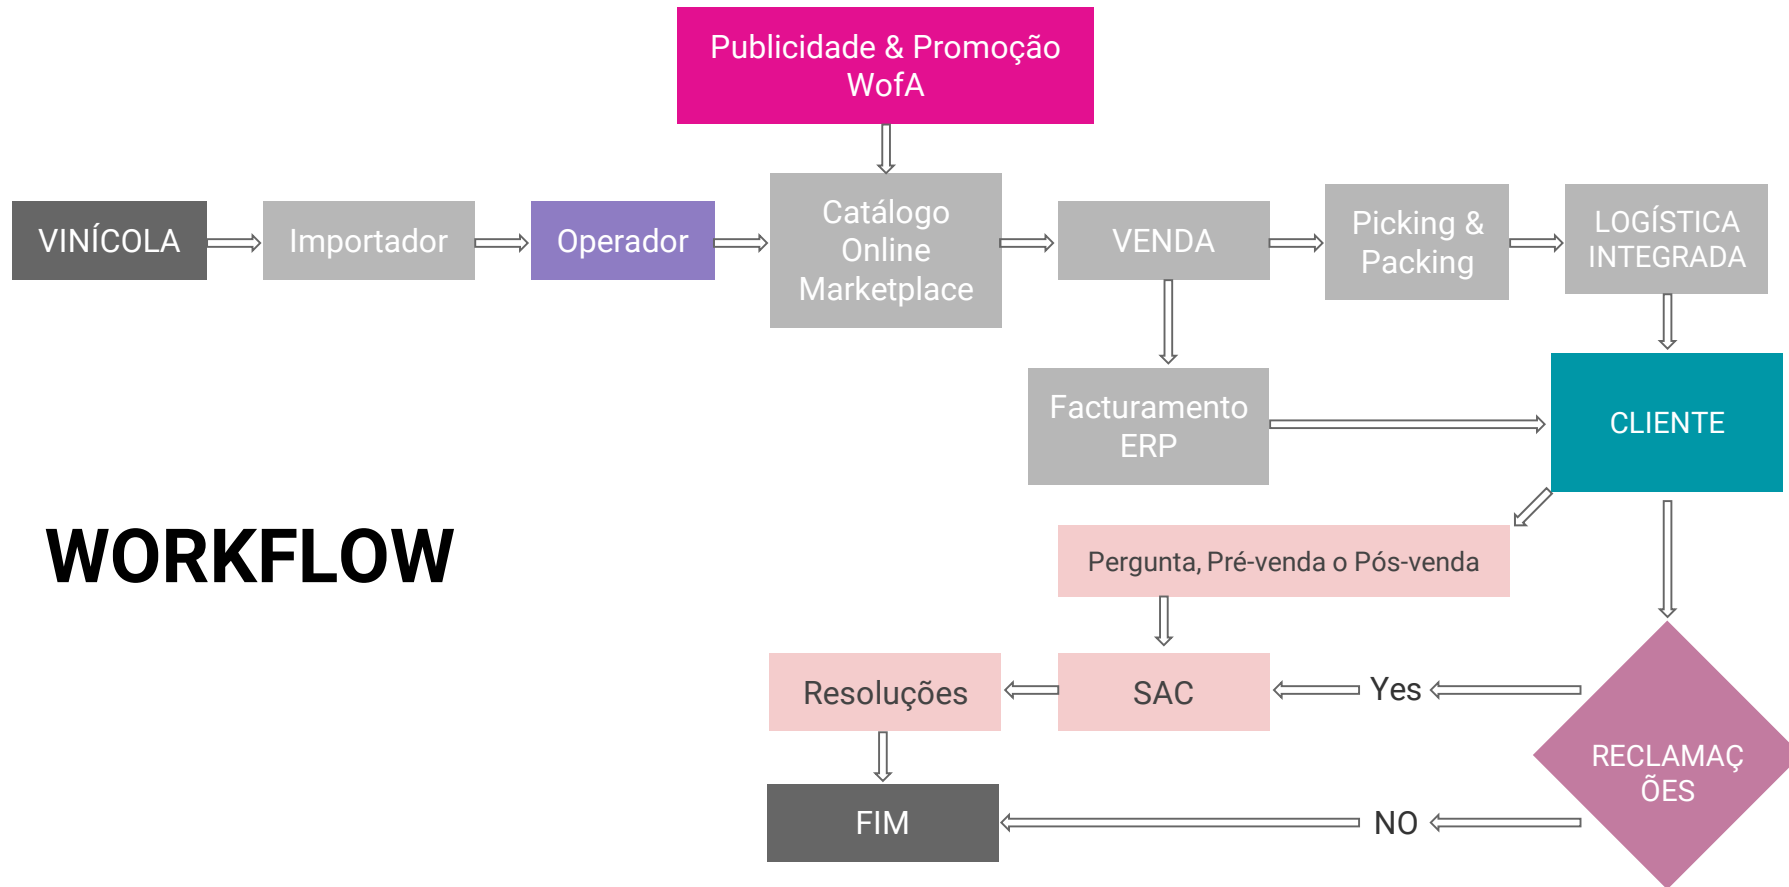 Publicidade & Promoção
WofA
VINÍCOLA
Importador
Operador
Catálogo
Online
Marketplace
VENDA
Picking &
Packing
LOGÍSTICA
INTEGRADA
Facturamento
ERP
CLIENTE
WORKFLOW
Pergunta, Pré-venda o Pós-venda
Resoluções
SAC
Yes
RECLAMAÇ
ÕES
FIM
NO